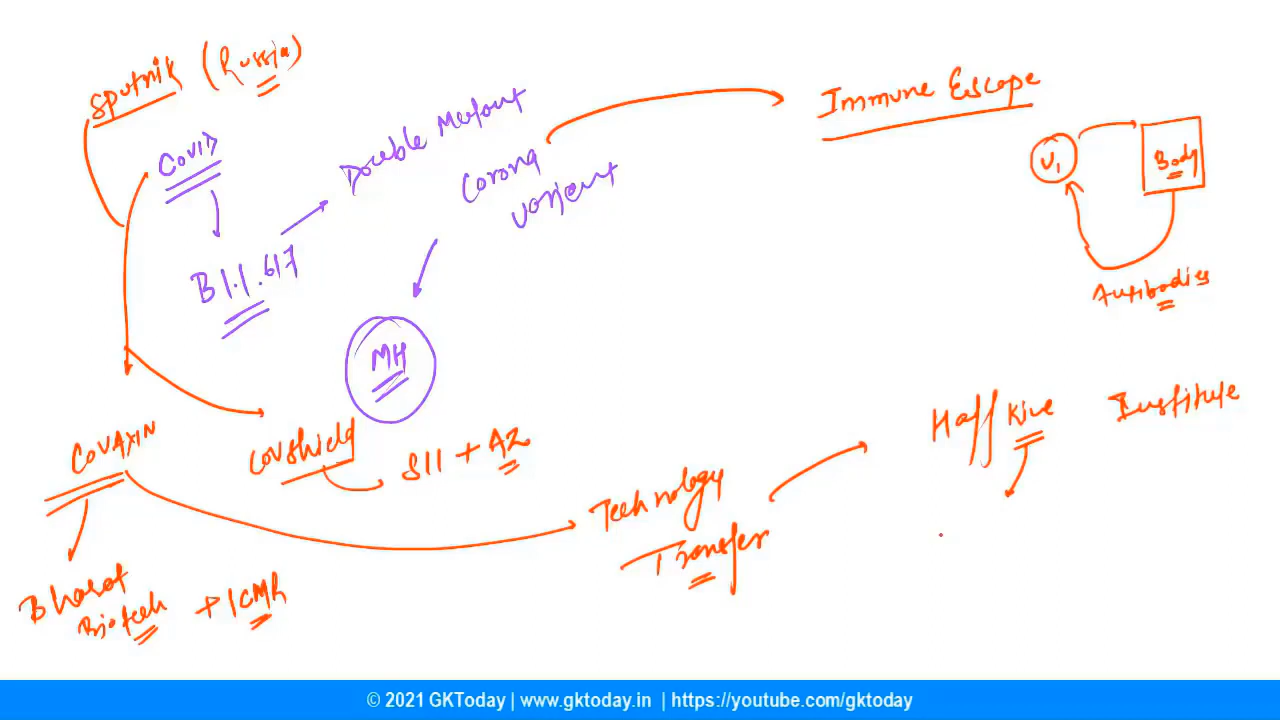 Sputnik (Russia)
Covid
B1.1.617
Double Mutant
Corona
variant
MH
Immune Escape
V1
Body
Antibodies
COVAXIN
Covshield
SII + AZ
Bharat
Biotech + ICMR
Technology
Transfer
Haffkine Institute
© 2021 GKToday | www.gktoday.in | https://youtube.com/gktoday